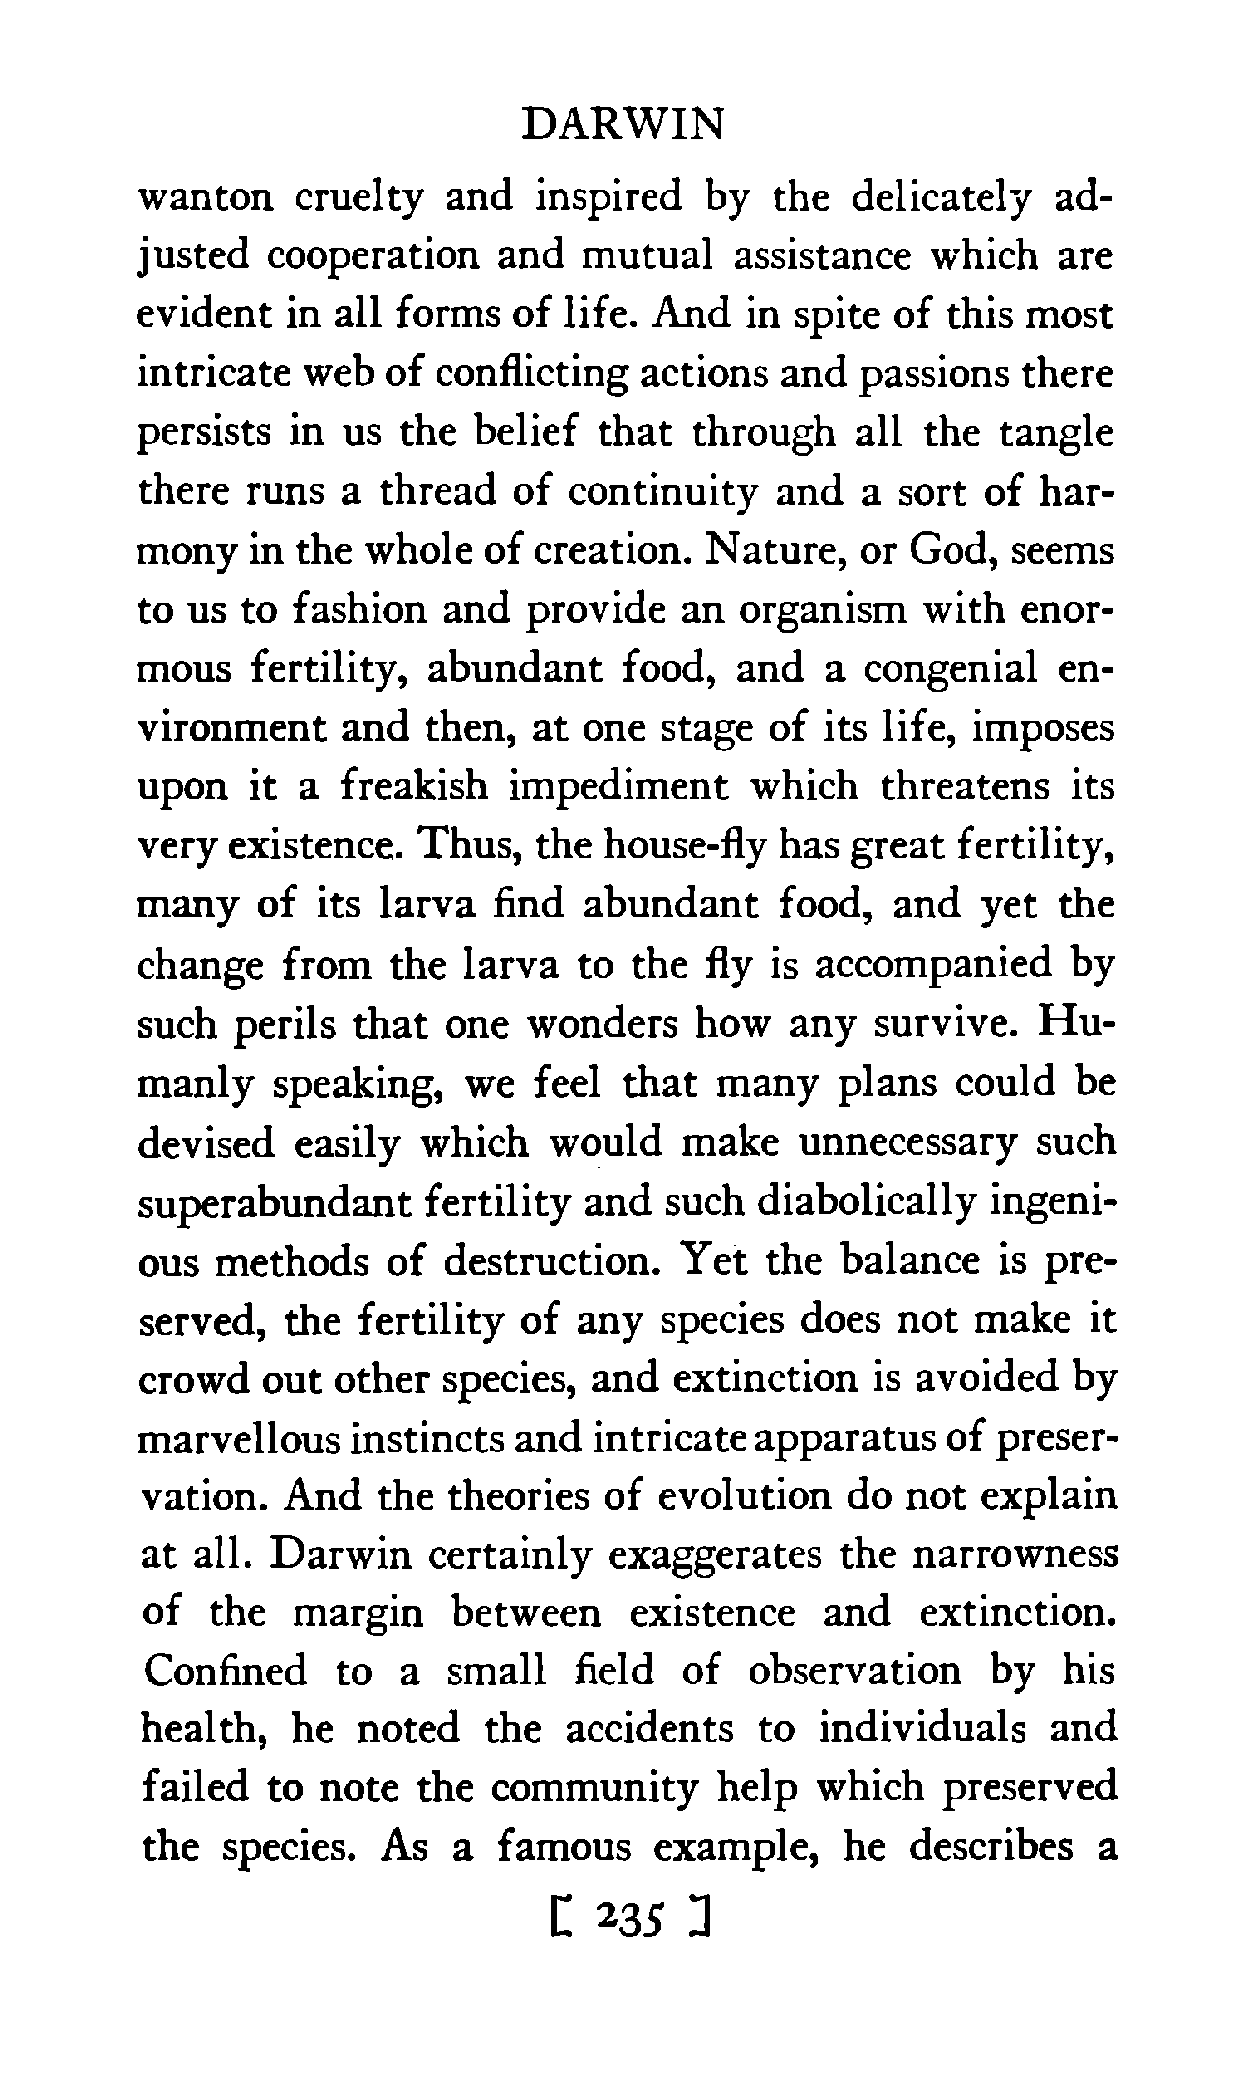 DARWIN
wanton cruelty and inspired by the delicately ad-
justed cooperation and mutual assistance which are
evident in all forms of life. And in spite of this most
intricate web of conflicting actions and passions there
persists in us the belief that through all the tangle
there runs a thread of continuity and a sort of har-
mony in the whole of creation. Nature, or God, seems
to us to fashion and provide an organism with enor-
mous fertility, abundant food, and a congenial en-
vironment and then, at one stage of its life, imposes
upon it a freakish impediment which threatens its
very existence. Thus, the house-fly has great fertility,
many of its larva find abundant food, and yet the
change from the larva to the fly is accompanied by
such perils that one wonders how any survive. Hu-
manly speaking, we feel that many plans could be
devised easily which would make unnecessary such
superabundant fertility and such diabolically ingeni-
ous methods of destruction. Yet the balance is pre-
served, the fertility of any species does not make it
crowd out other species, and extinction is avoided by
marvellous instincts and intricate apparatus of preser-
vation. And the theories of evolution do not explain
at all. Darwin certainly exaggerates the narrowness
of the margin between existence and extinction.
Confined to a small field of observation by his
health, he noted the accidents to individuals and
failed to note the community help which preserved
the species. As a famous example, he describes a
[ 235 ]